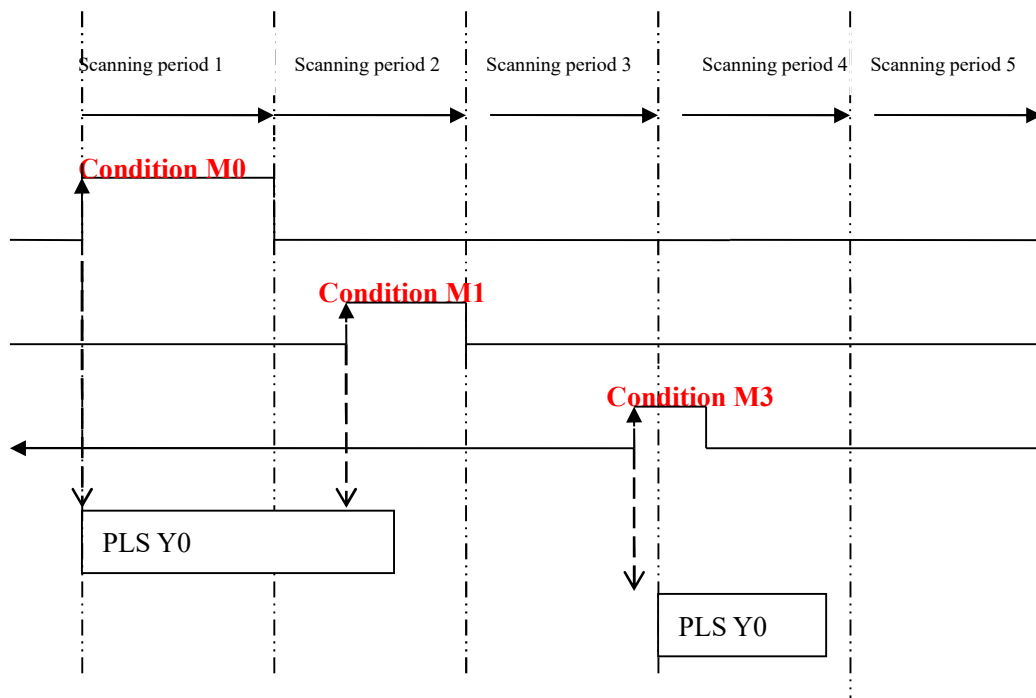 Scanning period 1
Scanning period 2
Scanning period 3
Scanning period 4
Scanning period 5
Condition M0
Condition M1
Condition M3
PLS Y0
PLS Y0